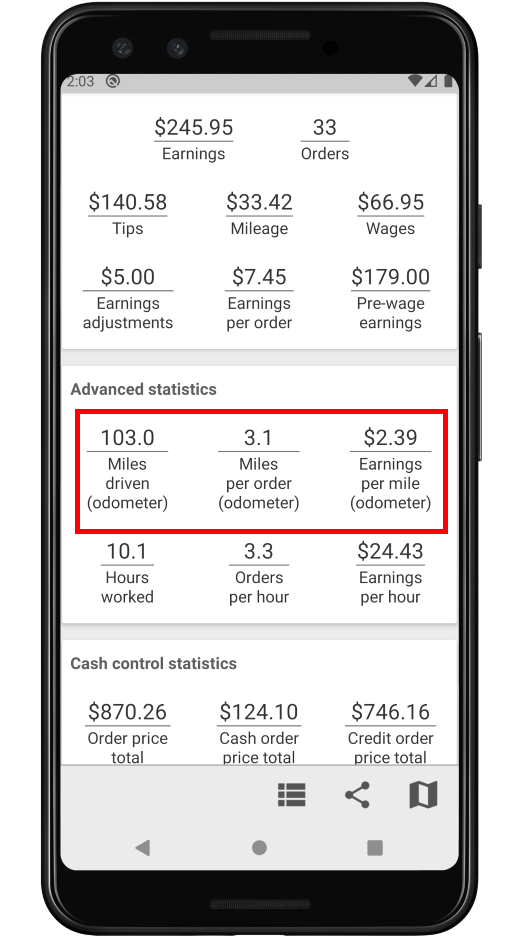 2:03
$245.95 33
Earnings Orders
$140.58 $33.42 $66.95
Tips Mileage Wages
$5.00 $7.45 $179.00
Earnings Earnings Pre-wage
adjustments per order earnings
Advanced statistics
103.0 3.1 $2.39
Miles Miles Earnings
driven per order per mile
(odometer) (odometer) (odometer)
10.1 3.3 $24.43
Hours Orders Earnings
worked per hour per hour
Cash control statistics
$870.26 $124.10 $746.16
Order price Cash order Credit order
total price total price total